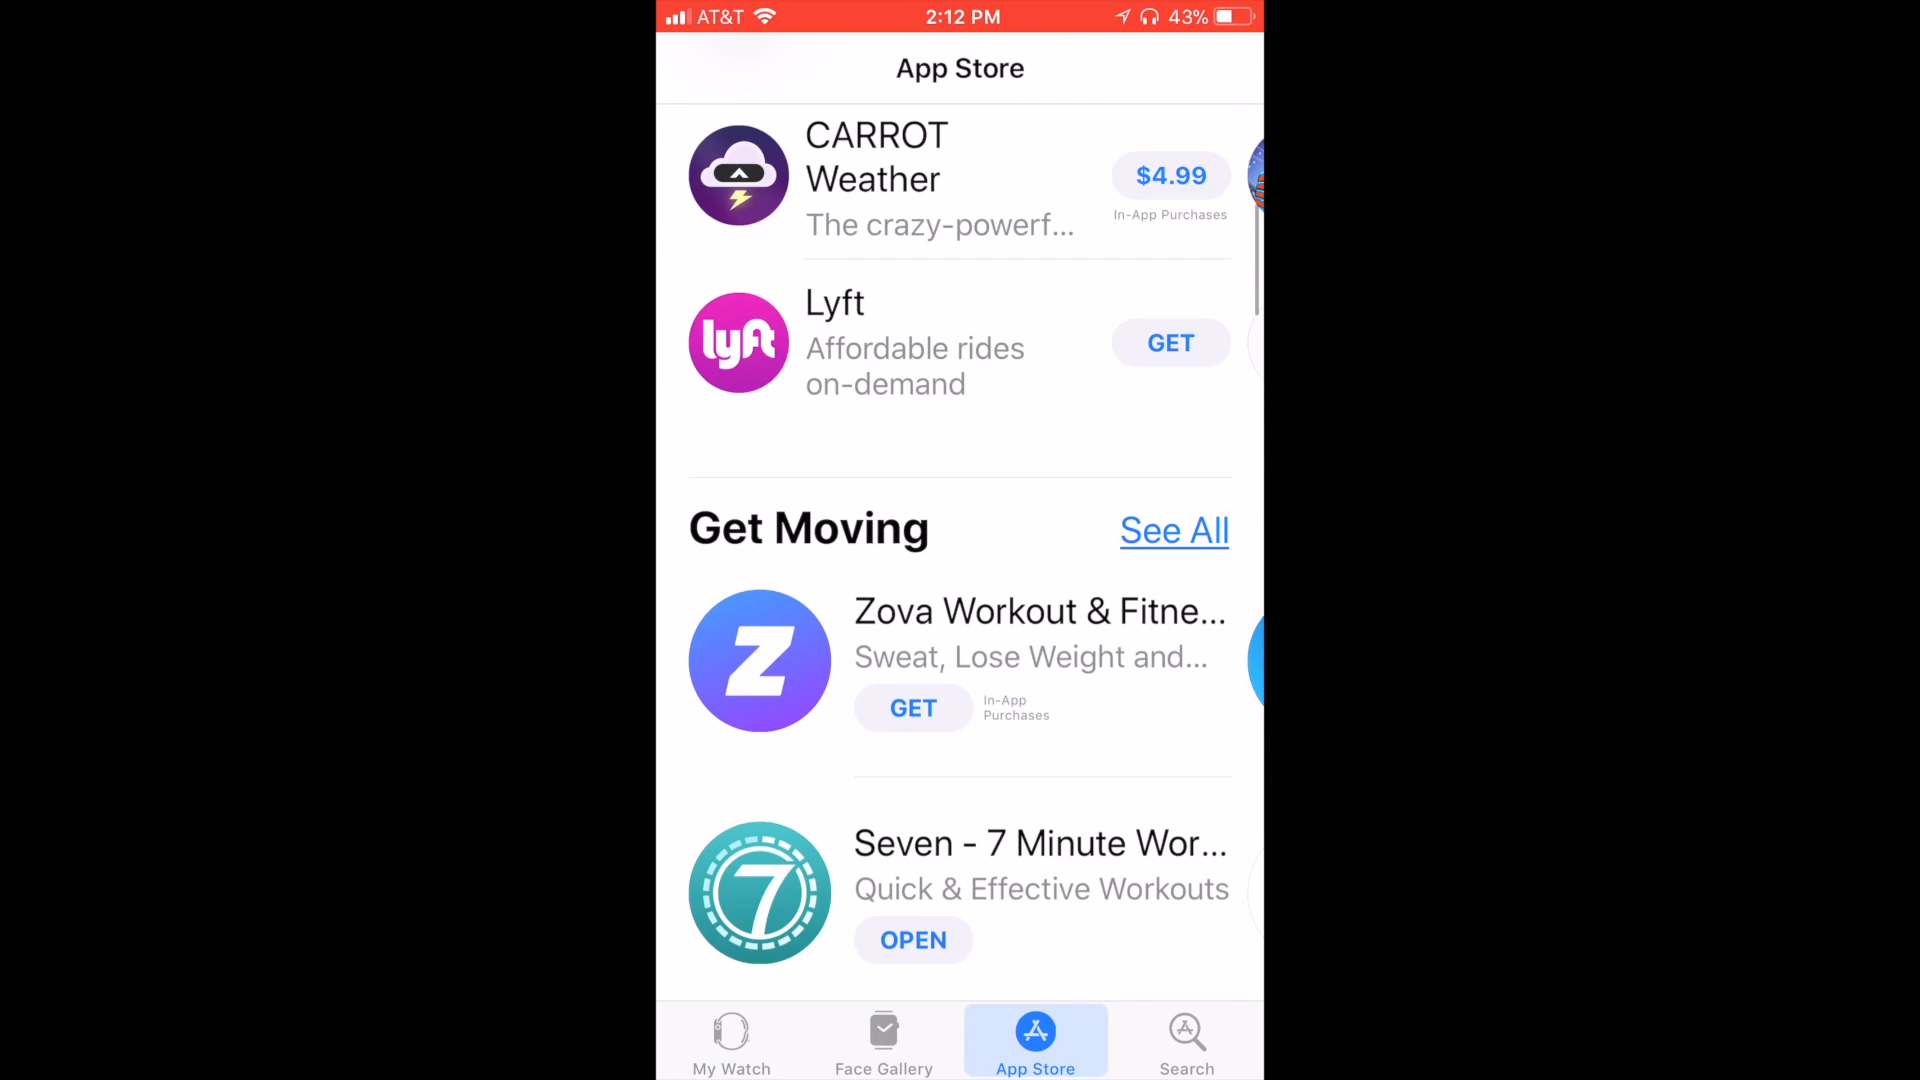 AT&T 2:12 PM 43%
App Store
CARROT
Weather
The crazy-powerf...
$4.99
In-App Purchases
lyft
Lyft
Affordable rides
on-demand
GET
Get Moving
See All
Z
Zova Workout & Fitne...
Sweat, Lose Weight and...
GET
In-App
Purchases
7
Seven - 7 Minute Wor...
Quick & Effective Workouts
OPEN
My Watch
Face Gallery
App Store
Search